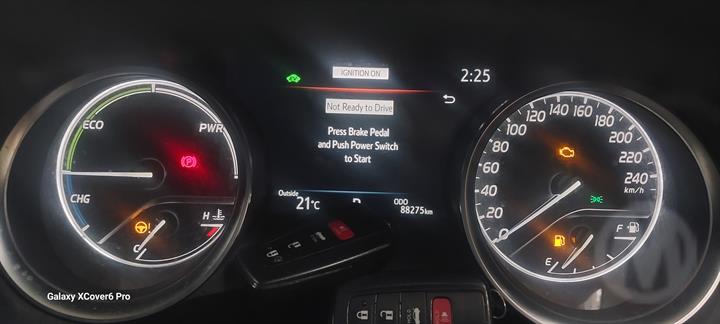 IGNITION ON
2:25
Not Ready to Drive
Press Brake Pedal
and Push Power Switch
to Start
Outside
21°C
P
ODO
88275km
ECO
PWR
CHG
H
C
P
0
20
40
60
80
100
120
140
160
180
200
220
240
km/h
E
F
HOLD
Galaxy XCover6 Pro